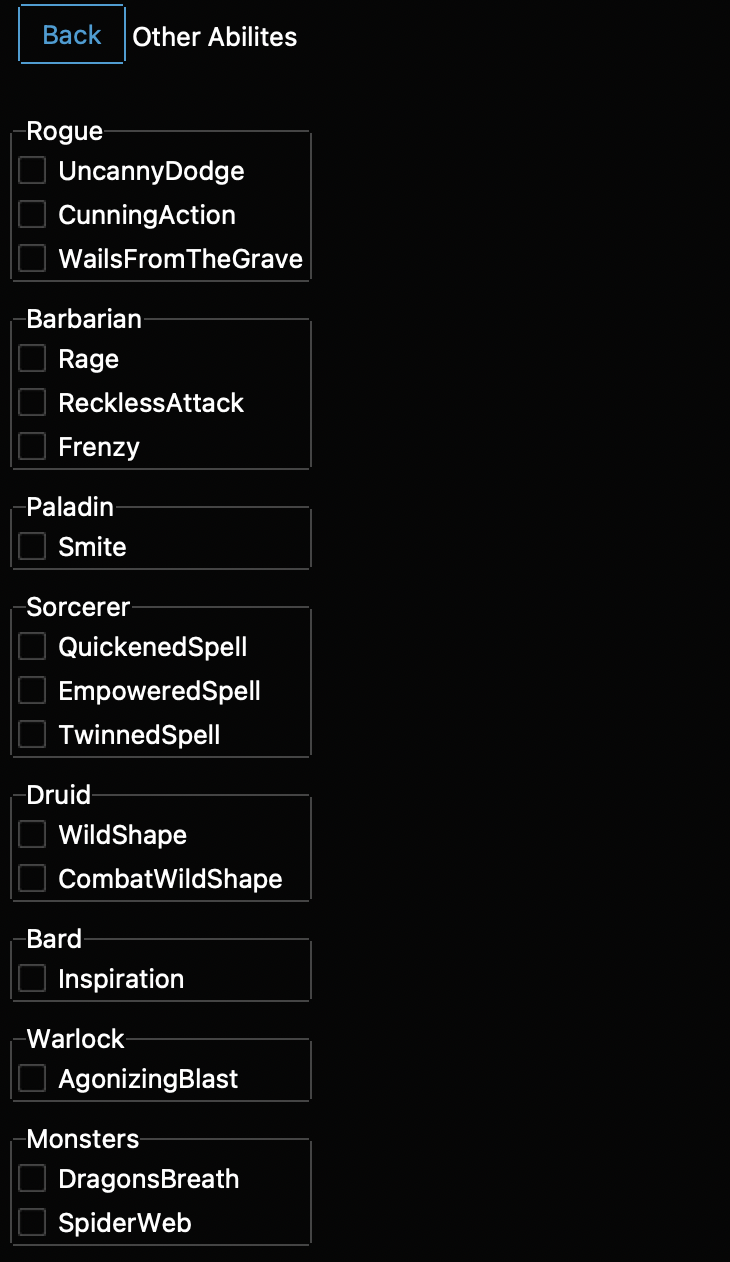 Back Other Abilites
Rogue
UncannyDodge
CunningAction
WailsFromTheGrave
Barbarian
Rage
RecklessAttack
Frenzy
Paladin
Smite
Sorcerer
QuickenedSpell
EmpoweredSpell
TwinnedSpell
Druid
WildShape
CombatWildShape
Bard
Inspiration
Warlock
AgonizingBlast
Monsters
DragonsBreath
SpiderWeb